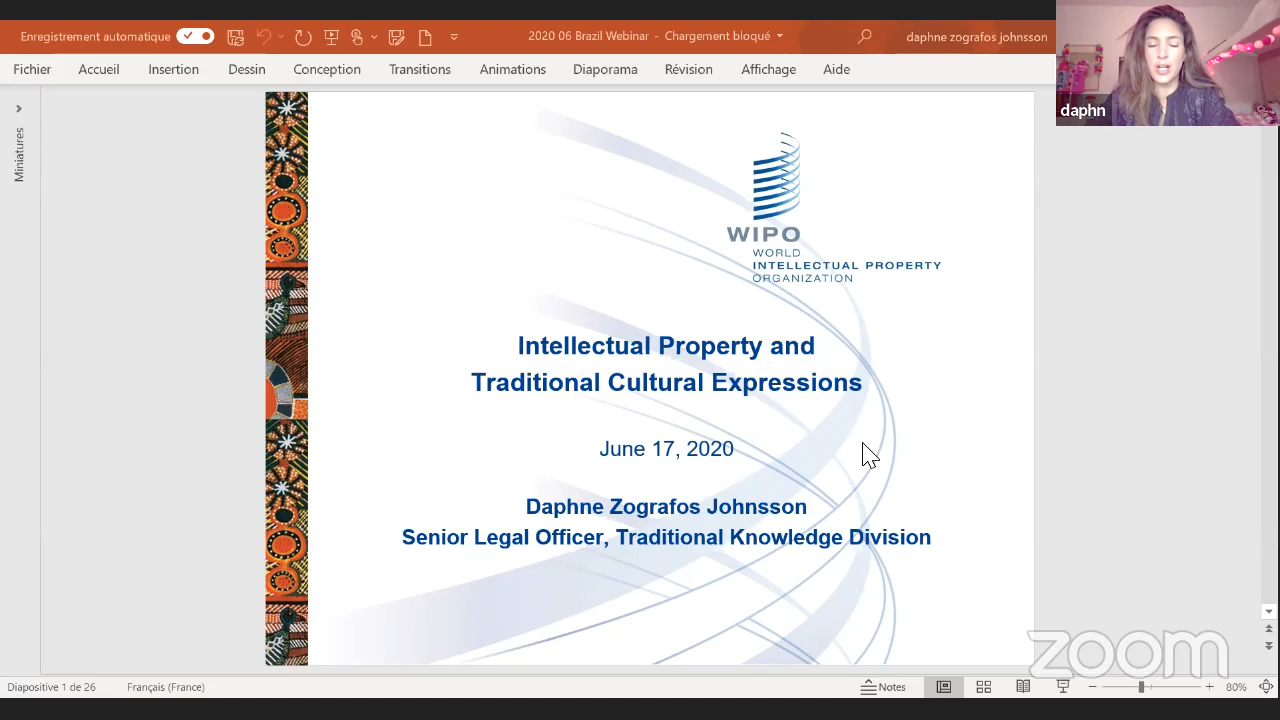 Enregistrement automatique
2020 06 Brazil Webinar - Chargement bloqué
daphne zografos johnsson
Fichier Accueil Insertion Dessin Conception Transitions Animations Diaporama Révision Affichage Aide
daphn
Miniatures
WIPO
WORLD
INTELLECTUAL PROPERTY
ORGANIZATION
Intellectual Property and
Traditional Cultural Expressions
June 17, 2020
Daphne Zografos Johnsson
Senior Legal Officer, Traditional Knowledge Division
zoom
Diapositive 1 de 26 Français (France) Notes 80%